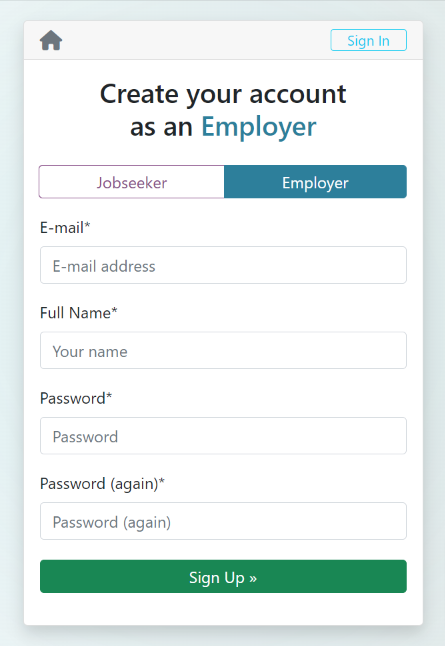 Sign In
Create your account
as an Employer
Jobseeker
Employer
E-mail*
E-mail address
Full Name*
Your name
Password*
Password
Password (again)*
Password (again)
Sign Up »